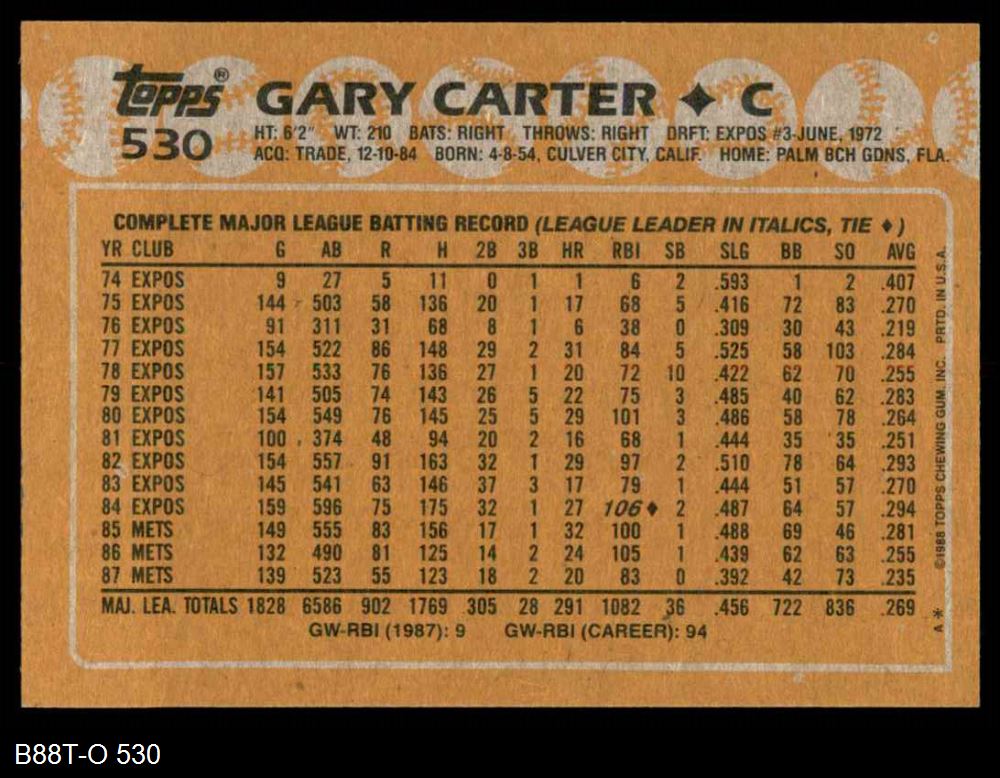 topps® GARY CARTER ♦ C
530 HT: 6'2" WT: 210 BATS: RIGHT THROWS: RIGHT DRFT: EXPOS #3-JUNE, 1972
ACQ: TRADE, 12-10-84 BORN: 4-8-54, CULVER CITY, CALIF. HOME: PALM BCH GDNS, FLA.
COMPLETE MAJOR LEAGUE BATTING RECORD (LEAGUE LEADER IN ITALICS, TIE ♦)
YR CLUB G AB R H 2B 3B HR RBI SB SLG BB SO AVG
74 EXPOS 9 27 5 11 0 1 1 6 2 .593 1 2 .407
75 EXPOS 144 503 58 136 20 1 17 68 5 .416 72 83 .270
76 EXPOS 91 311 31 68 8 1 6 38 0 .309 30 43 .219
77 EXPOS 154 522 86 148 29 2 31 84 5 .525 58 103 .284
78 EXPOS 157 533 76 136 27 1 20 72 10 .422 62 70 .255
79 EXPOS 141 505 74 143 26 5 22 75 3 .485 40 62 .283
80 EXPOS 154 549 76 145 25 5 29 101 3 .486 58 78 .264
81 EXPOS 100 374 48 94 20 2 16 68 1 .444 35 35 .251
82 EXPOS 154 557 91 163 32 1 29 97 2 .510 78 64 .293
83 EXPOS 145 541 63 146 37 3 17 79 1 .444 51 57 .270
84 EXPOS 159 596 75 175 32 1 27 106♦ 2 .487 64 57 .294
85 METS 149 555 83 156 17 1 32 100 1 .488 69 46 .281
86 METS 132 490 81 125 14 2 24 105 1 .439 62 63 .255
87 METS 139 523 55 123 18 2 20 83 0 .392 42 73 .235
MAJ. LEA. TOTALS 1828 6586 902 1769 305 28 291 1082 36 .456 722 836 .269
GW-RBI (1987): 9 GW-RBI (CAREER): 94
A* ©1988 TOPPS CHEWING GUM, INC. PRTD. IN U.S.A.
B88T-O 530